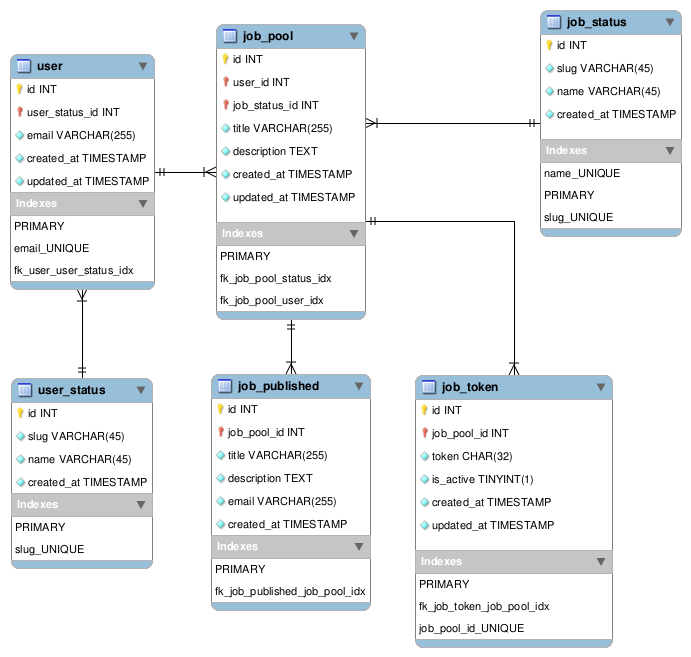 user
id INT
user_status_id INT
email VARCHAR(255)
created_at TIMESTAMP
updated_at TIMESTAMP
Indexes
PRIMARY
email_UNIQUE
fk_user_user_status_idx
job_pool
id INT
user_id INT
job_status_id INT
title VARCHAR(255)
description TEXT
created_at TIMESTAMP
updated_at TIMESTAMP
Indexes
PRIMARY
fk_job_pool_status_idx
fk_job_pool_user_idx
job_status
id INT
slug VARCHAR(45)
name VARCHAR(45)
created_at TIMESTAMP
Indexes
name_UNIQUE
PRIMARY
slug_UNIQUE
user_status
id INT
slug VARCHAR(45)
name VARCHAR(45)
created_at TIMESTAMP
Indexes
PRIMARY
slug_UNIQUE
job_published
id INT
job_pool_id INT
title VARCHAR(255)
description TEXT
email VARCHAR(255)
created_at TIMESTAMP
Indexes
PRIMARY
fk_job_published_job_pool_idx
job_token
id INT
job_pool_id INT
token CHAR(32)
is_active TINYINT(1)
created_at TIMESTAMP
updated_at TIMESTAMP
Indexes
PRIMARY
fk_job_token_job_pool_idx
job_pool_id_UNIQUE